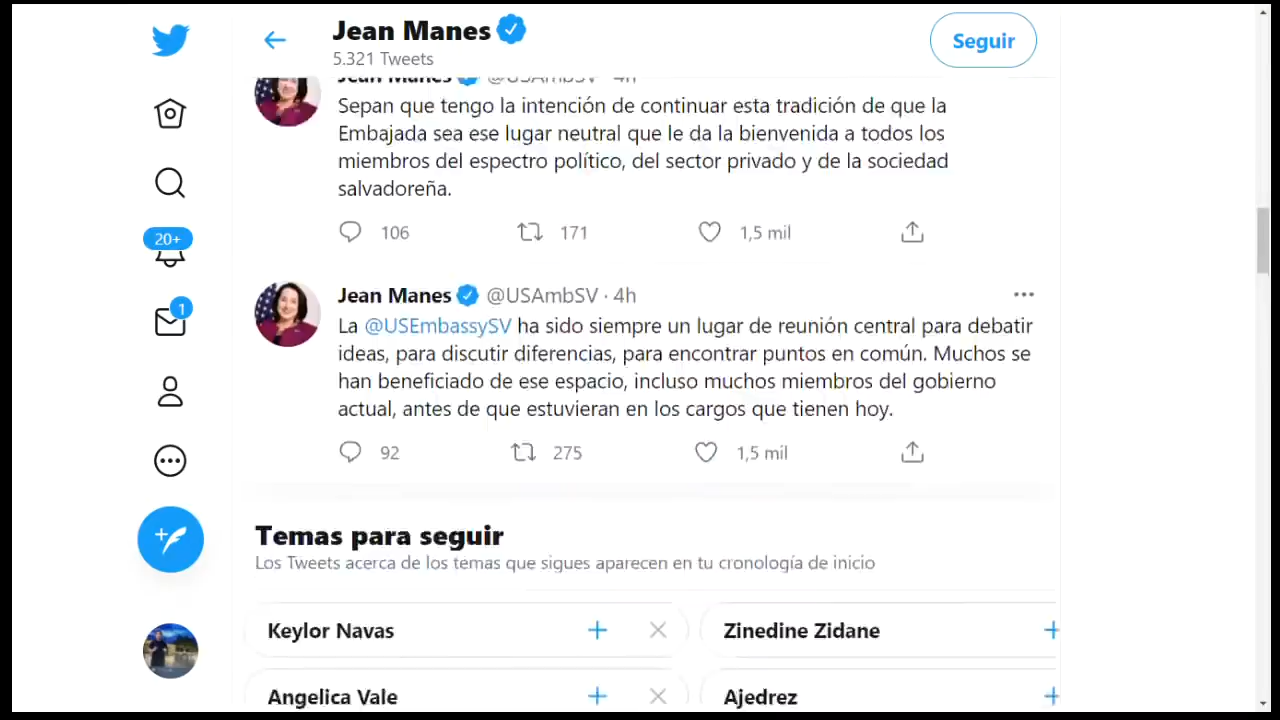 Jean Manes
5.321 Tweets
Seguir
Jean Manes @USAmbSV · 4h
Sepan que tengo la intención de continuar esta tradición de que la
Embajada sea ese lugar neutral que le da la bienvenida a todos los
miembros del espectro político, del sector privado y de la sociedad
salvadoreña.
106 171 1,5 mil
20+
1
Jean Manes @USAmbSV · 4h
La @USEmbassySV ha sido siempre un lugar de reunión central para debatir
ideas, para discutir diferencias, para encontrar puntos en común. Muchos se
han beneficiado de ese espacio, incluso muchos miembros del gobierno
actual, antes de que estuvieran en los cargos que tienen hoy.
92 275 1,5 mil
Temas para seguir
Los Tweets acerca de los temas que sigues aparecen en tu cronología de inicio
Keylor Navas
Zinedine Zidane
Angelica Vale
Ajedrez